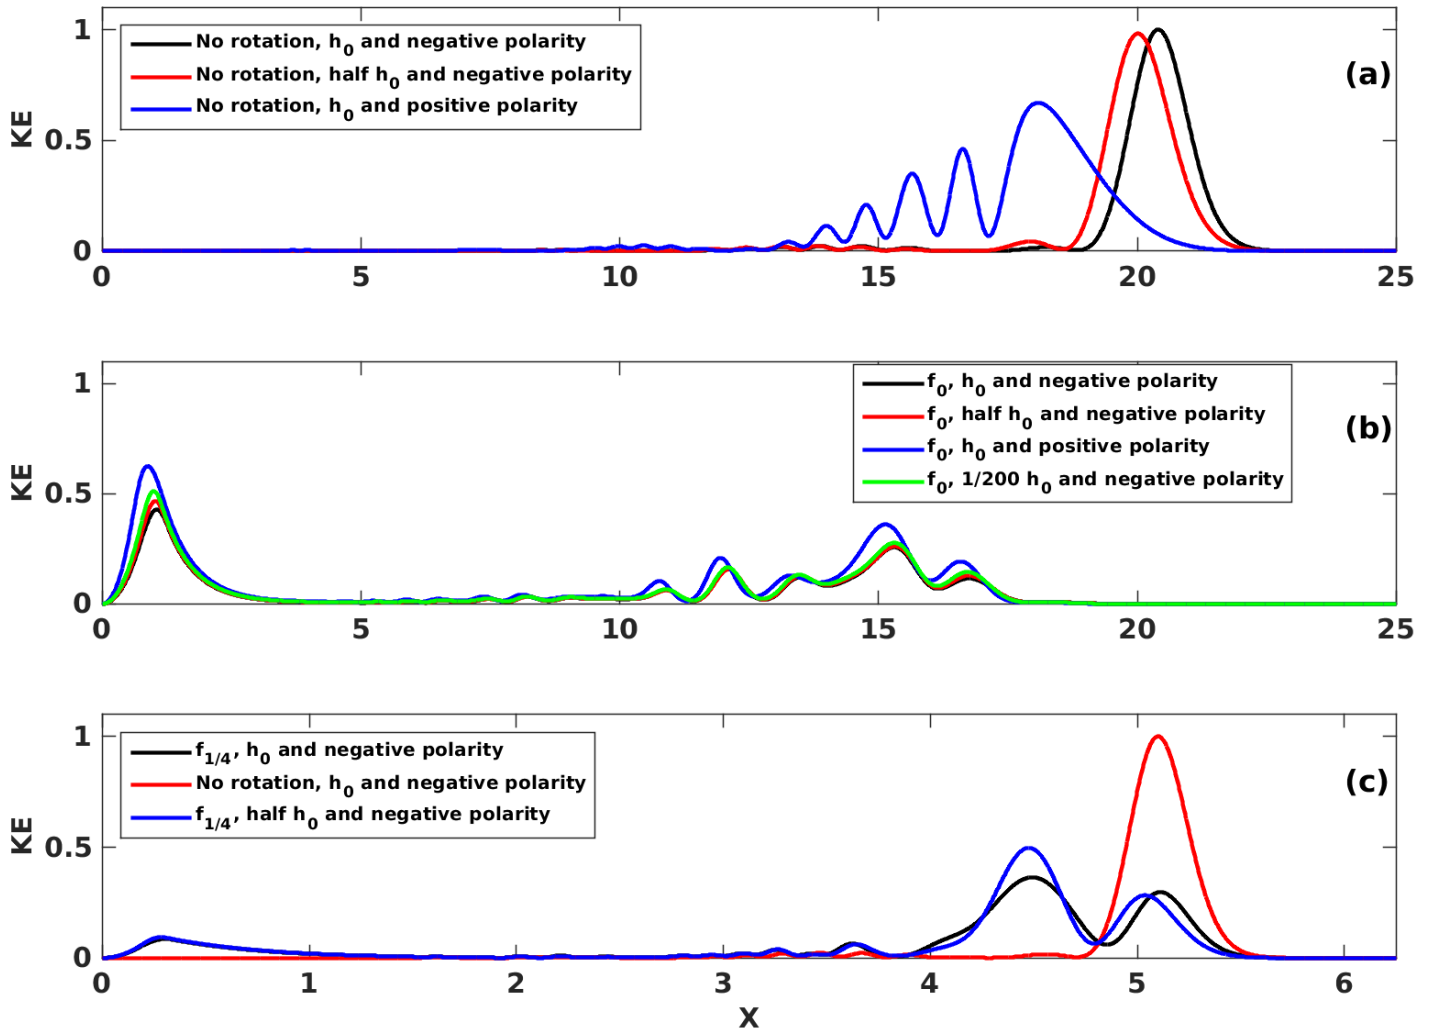 1
0.5
0
KE
No rotation, h0 and negative polarity
No rotation, half h0 and negative polarity
No rotation, h0 and positive polarity
(a)
0 5 10 15 20 25
1
0.5
0
KE
f0, h0 and negative polarity
f0, half h0 and negative polarity
f0, h0 and positive polarity
f0, 1/200 h0 and negative polarity
(b)
0 5 10 15 20 25
1
0.5
0
KE
f1/4, h0 and negative polarity
No rotation, h0 and negative polarity
f1/4, half h0 and negative polarity
(c)
0 1 2 3 4 5 6
X